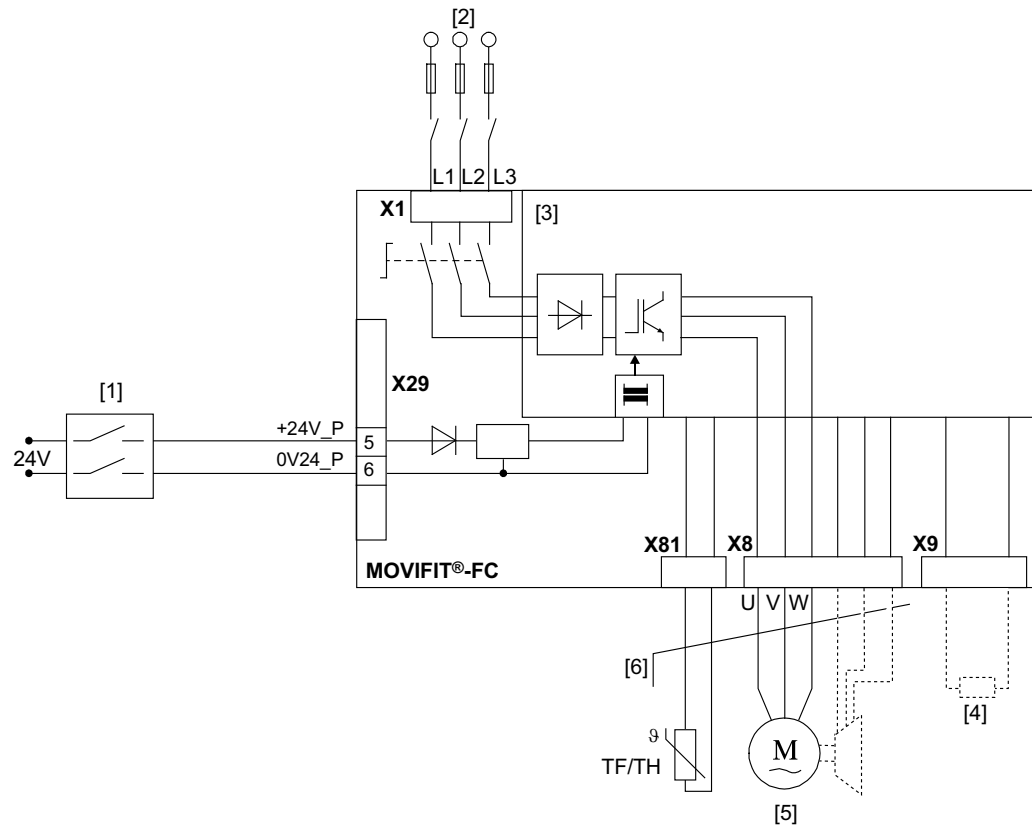 [2]
L1 L2 L3
X1
[3]
X29
[1]
+24V_P
5
24V
0V24_P
6
X81
X8
X9
MOVIFIT®-FC
U V W
[6]
[4]
ϑ
TF/TH
M
[5]